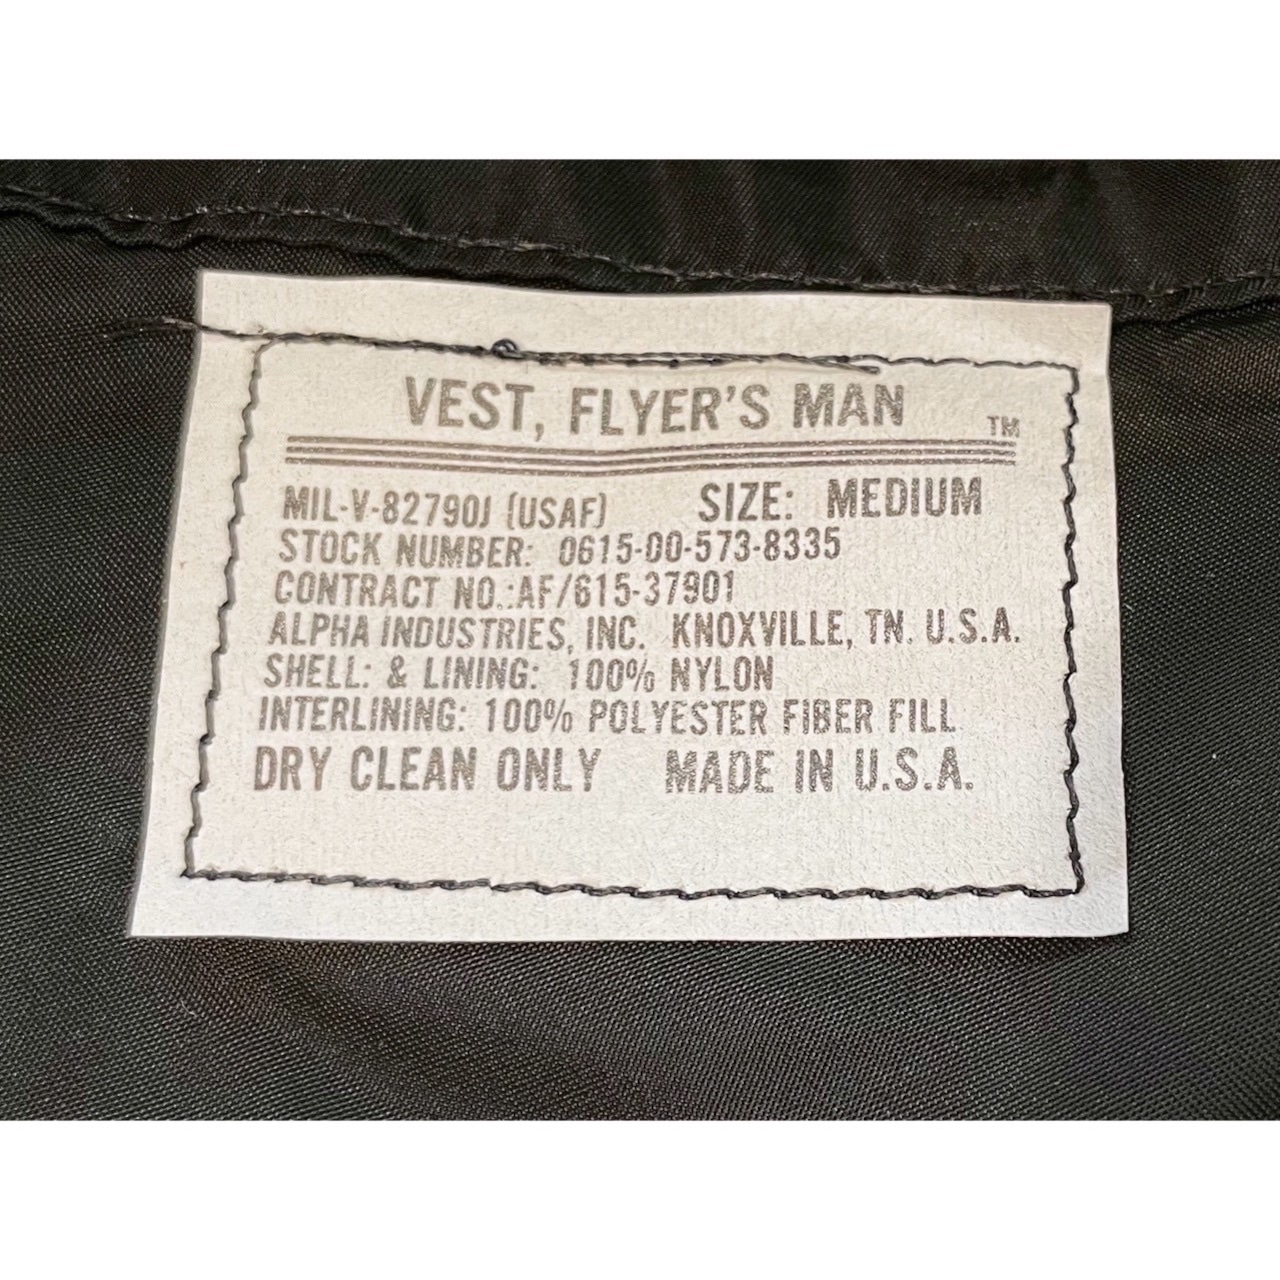 VEST, FLYER'S MAN
TM
MIL-V-82790J (USAF) SIZE: MEDIUM
STOCK NUMBER: 0615-00-573-8335
CONTRACT NO.:AF/615-37901
ALPHA INDUSTRIES, INC. KNOXVILLE, TN. U.S.A.
SHELL: & LINING: 100% NYLON
INTERLINING: 100% POLYESTER FIBER FILL
DRY CLEAN ONLY MADE IN U.S.A.